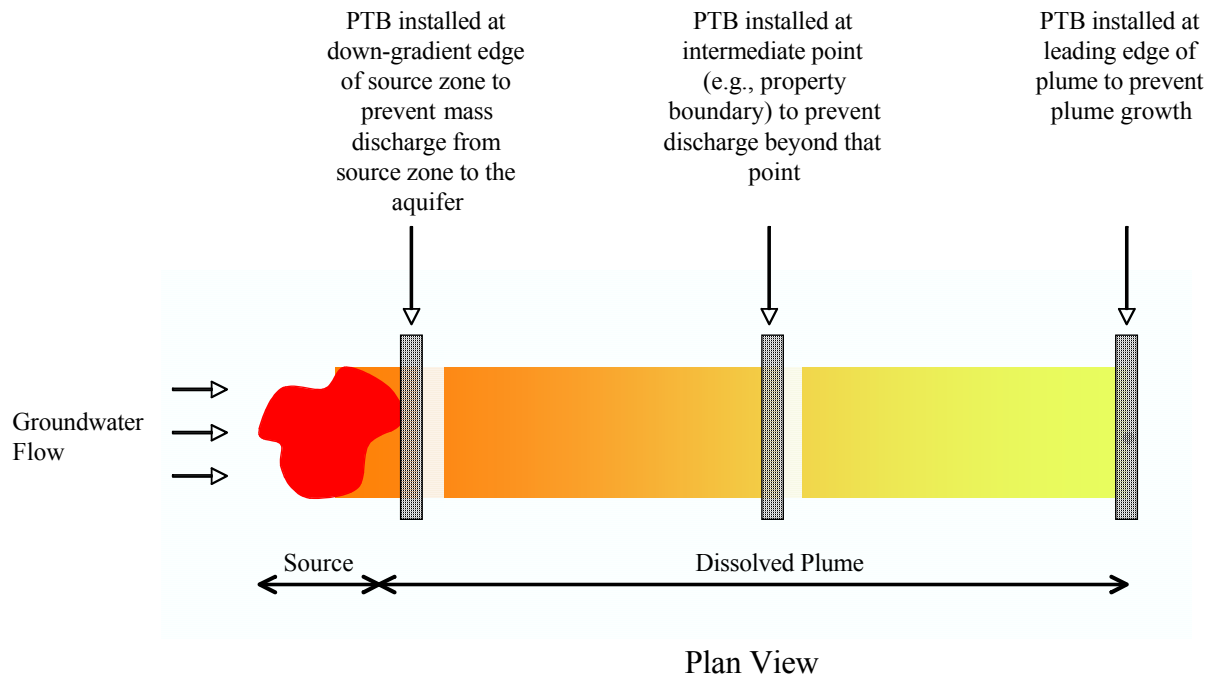 PTB installed at
down-gradient edge
of source zone to
prevent mass
discharge from
source zone to the
aquifer
PTB installed at
intermediate point
(e.g., property
boundary) to prevent
discharge beyond that
point
PTB installed at
leading edge of
plume to prevent
plume growth
Groundwater
Flow
Source
Dissolved Plume
Plan View